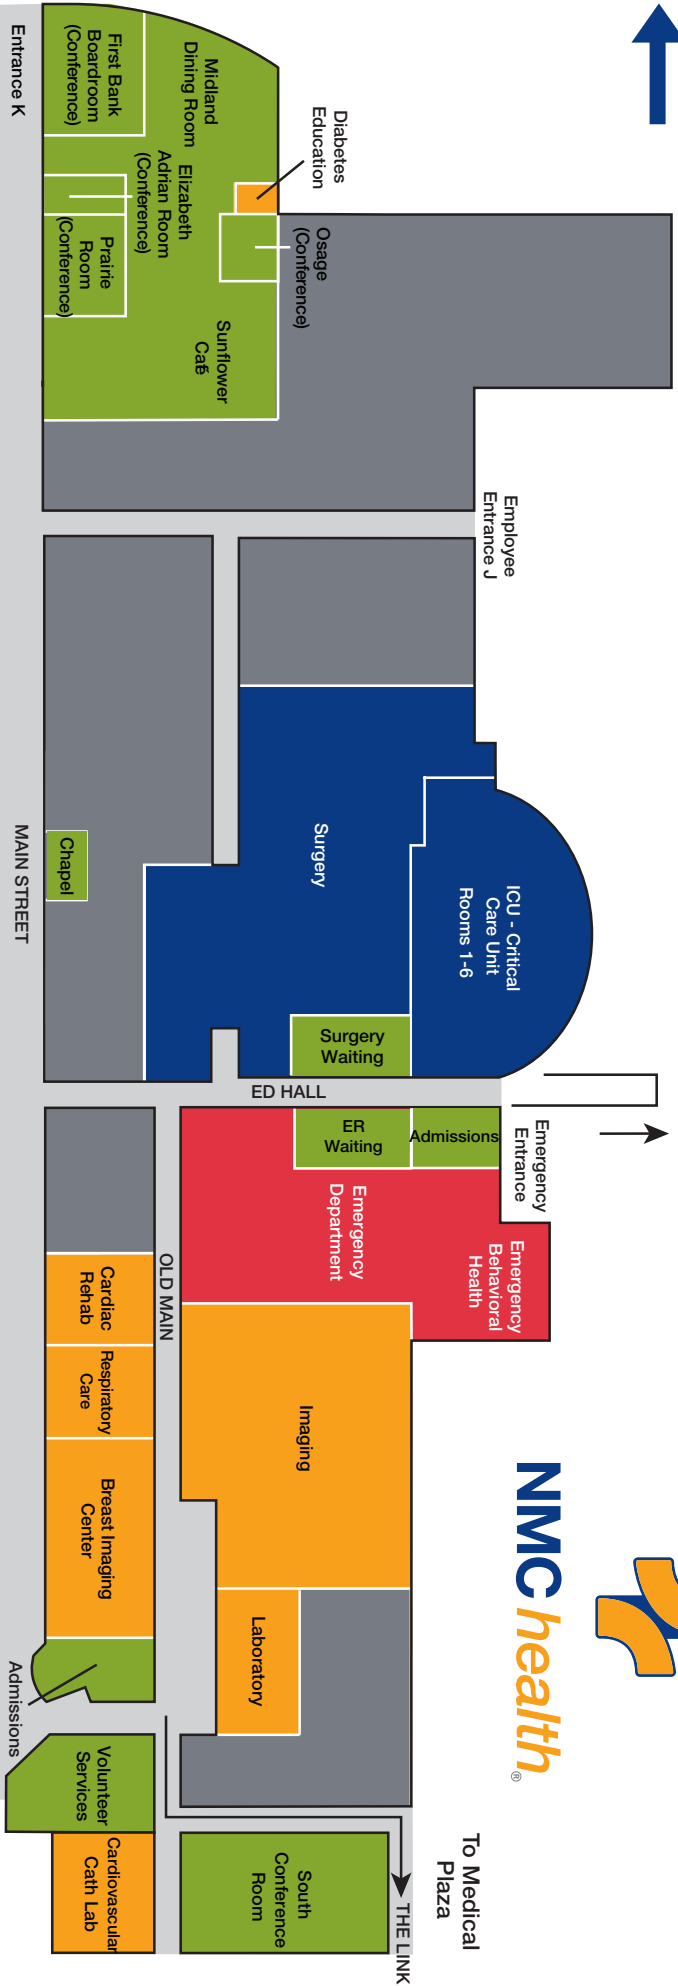 Entrance K
First Bank
Boardroom
(Conference)
Midland
Dining Room
Diabetes
Education
Elizabeth
Adrian Room
(Conference)
Prairie
Room
(Conference)
Osage
(Conference)
Sunflower
Café
Employee
Entrance J
MAIN STREET
Chapel
Surgery
ICU - Critical
Care Unit
Rooms 1-6
Surgery
Waiting
ED HALL
ER
Waiting
Admissions
Emergency
Entrance
Emergency
Department
Emergency
Behavioral
Health
OLD MAIN
Cardiac
Rehab
Respiratory
Care
Breast Imaging
Center
Imaging
Laboratory
NMC health®
Admissions
Volunteer
Services
Cardiovascular
Cath Lab
South
Conference
Room
To Medical
Plaza
THE LINK